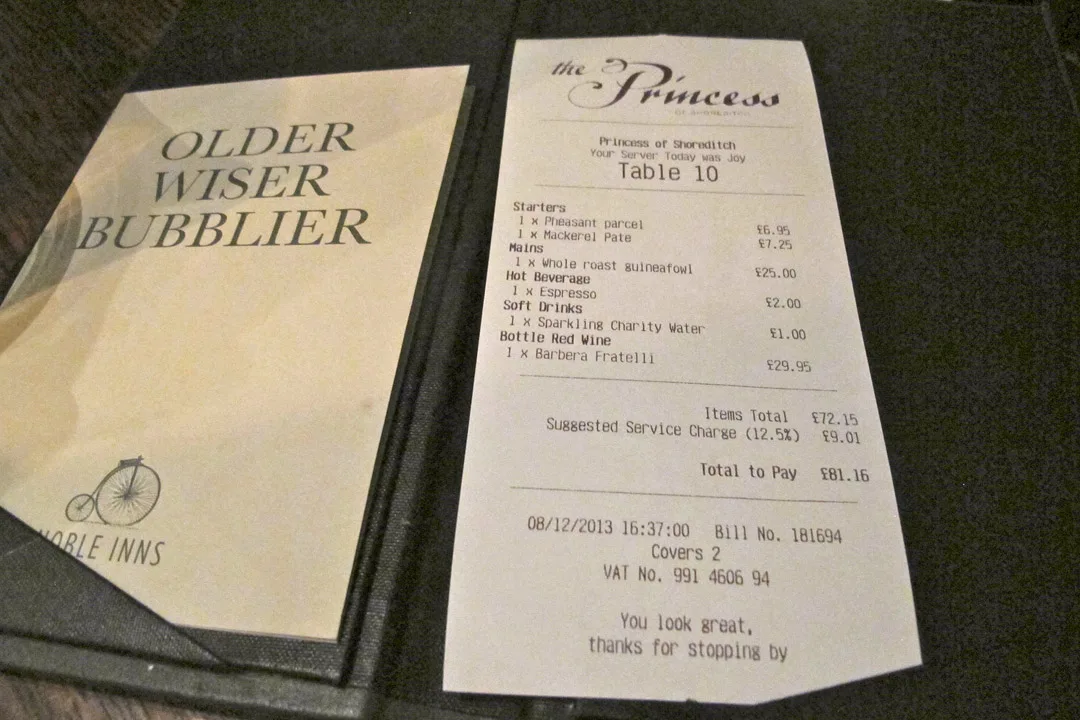 OLDER
WISER
BUBBLIER
NOBLE INNS
the Princess
OF SHOREDITCH
Princess of Shoreditch
Your Server Today was Joy
Table 10
Starters
1 x Pheasant parcel £6.95
1 x Mackerel Pate £7.25
Mains
1 x Whole roast guineafowl £25.00
Hot Beverage
1 x Espresso £2.00
Soft Drinks
1 x Sparkling Charity Water £1.00
Bottle Red Wine
1 x Barbera Fratelli £29.95
Items Total £72.15
Suggested Service Charge (12.5%) £9.01
Total to Pay £81.16
08/12/2013 16:37:00 Bill No. 181694
Covers 2
VAT No. 991 4606 94
You look great,
thanks for stopping by